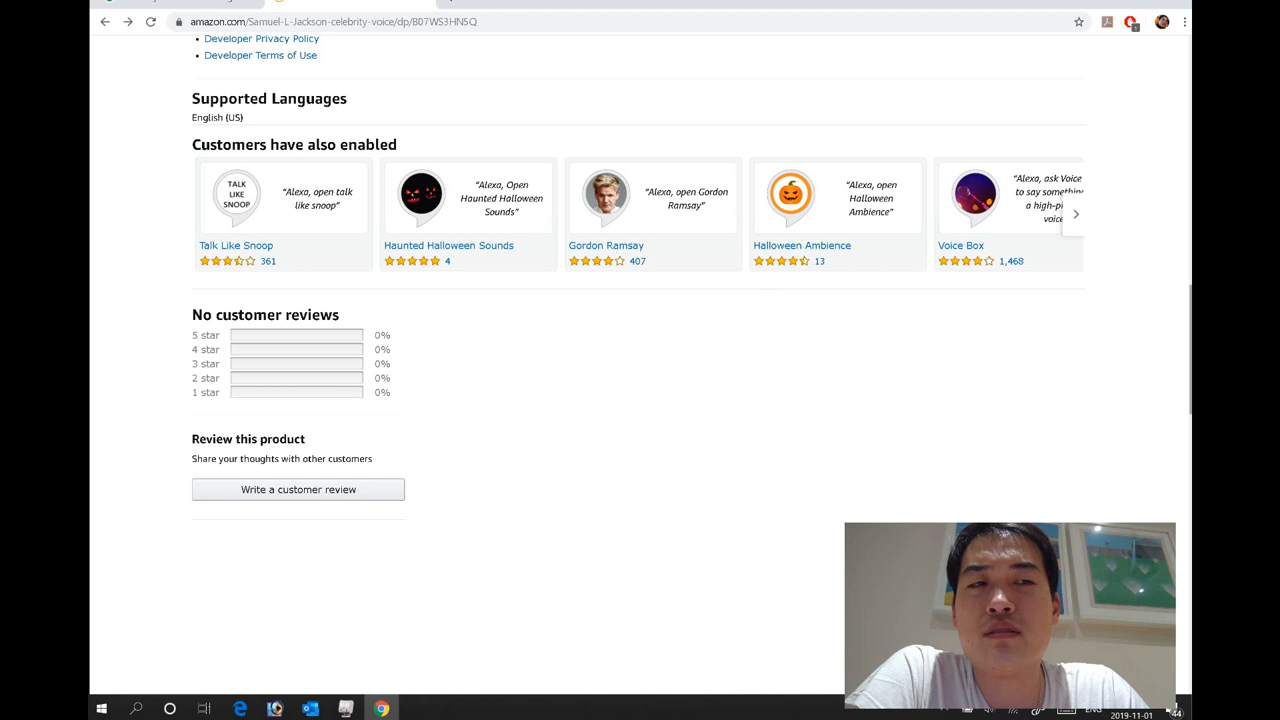 amazon.com/Samuel-L-Jackson-celebrity-voice/dp/B07WS3HN5Q
• Developer Privacy Policy
• Developer Terms of Use
Supported Languages
English (US)
Customers have also enabled
TALK
LIKE
SNOOP
"Alexa, open talk
like snoop"
Talk Like Snoop
361
"Alexa, Open
Haunted Halloween
Sounds"
Haunted Halloween Sounds
4
"Alexa, open Gordon
Ramsay"
Gordon Ramsay
407
"Alexa, open
Halloween
Ambience"
Halloween Ambience
13
"Alexa, ask Voice
to say something
a high-pi
voice
Voice Box
1,468
No customer reviews
5 star 0%
4 star 0%
3 star 0%
2 star 0%
1 star 0%
Review this product
Share your thoughts with other customers
Write a customer review
ENG
2019-11-01
44